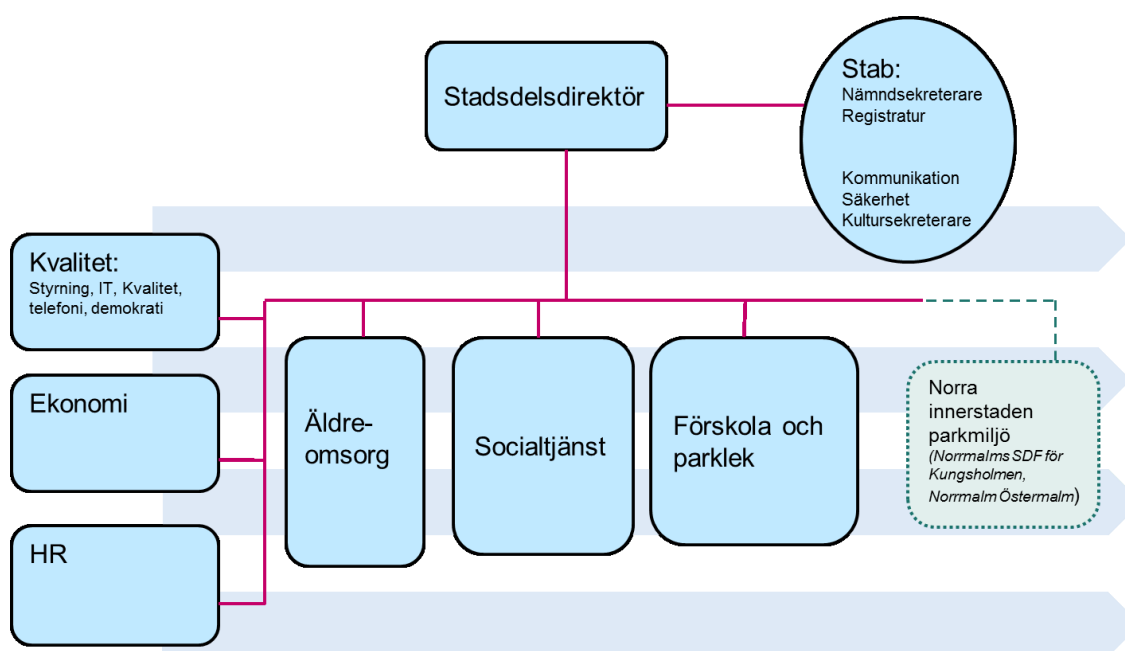 Stadsdelsdirektör
Stab:
Nämndsekreterare
Registratur
Kommunikation
Säkerhet
Kultursekreterare
Kvalitet:
Styrning, IT, Kvalitet,
telefoni, demokrati
Ekonomi
HR
Äldre-
omsorg
Socialtjänst
Förskola och
parklek
Norra
innerstaden
parkmiljö
(Norrmalms SDF för
Kungsholmen,
Norrmalm Östermalm)